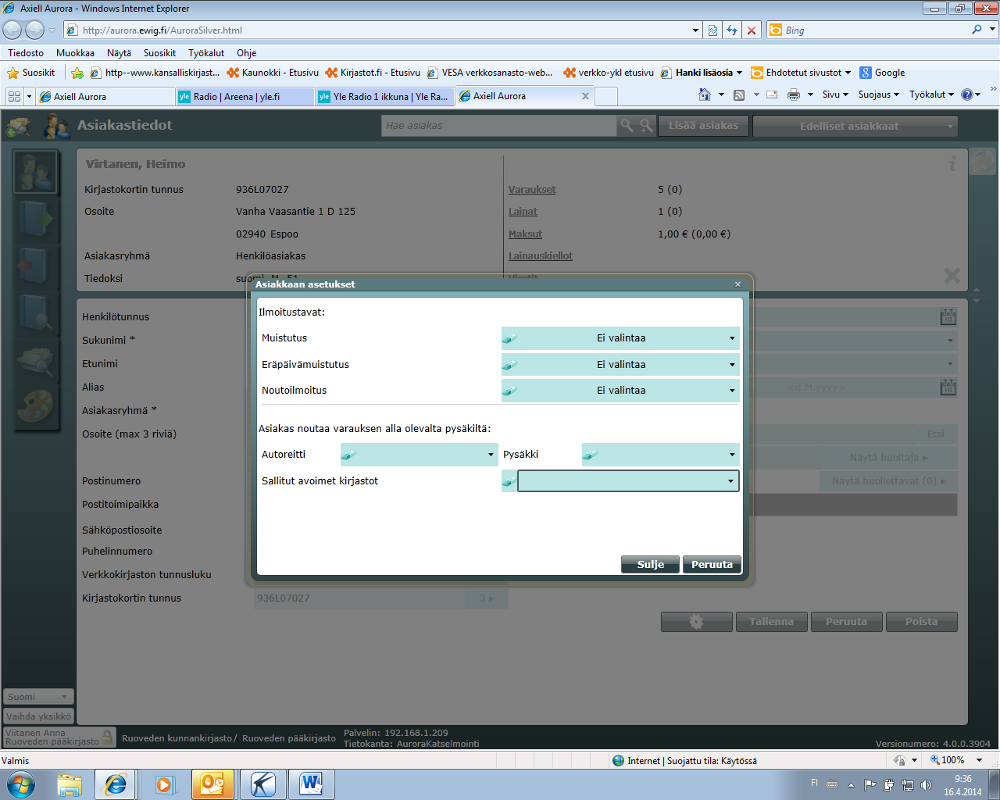 Axiell Aurora - Windows Internet Explorer
http://aurora.ewig.fi/AuroraSilver.html
Bing
Tiedosto Muokkaa Näytä Suosikit Työkalut Ohje
Suosikit http--www.kansalliskirjast... Kaunokki - Etusivu Kirjastot.fi - Etusivu VESA verkkosanasto-web... verkko-ykl etusivu Hanki lisäosia Ehdotetut sivustot Google
Axiell Aurora yle Radio | Areena | yle.fi yle Yle Radio 1 ikkuna | Yle Ra... Axiell Aurora Sivu Suojaus Työkalut
Asiakastiedot Hae asiakas Lisää asiakas Edelliset asiakkaat
Virtanen, Heimo
Kirjastokortin tunnus 936L07027 Varaukset 5 (0)
Osoite Vanha Vaasantie 1 D 125 Lainat 1 (0)
02940 Espoo Maksut 1,00 € (0,00 €)
Asiakasryhmä Henkilöasiakas Lainauskiellot
Tiedoksi suomi, M, 51 Viestit
Asiakkaan asetukset
Ilmoitustavat:
Muistutus Ei valintaa
Eräpäivämuistutus Ei valintaa
Noutoilmoitus Ei valintaa
Asiakas noutaa varauksen alla olevalta pysäkiltä:
Autoreitti Pysäkki
Sallitut avoimet kirjastot
Sulje Peruuta
Henkilötunnus
Sukunimi *
Etunimi
Alias <d.M.yyyy>
Asiakasryhmä *
Osoite (max 3 riviä) Etsi
Näytä huoltaja
Postinumero Näytä huollettavat (0)
Postitoimipaikka
Sähköpostiosoite
Puhelinnumero
Verkkokirjaston tunnusluku
Kirjastokortin tunnus 936L07027 3
Tallenna Peruuta Poista
Suomi
Vaihda yksikkö
Viitanen Anna
Ruoveden pääkirjasto
Ruoveden kunnankirjasto/ Ruoveden pääkirjasto
Palvelin: 192.168.1.209
Tietokanta: AuroraKatselmointi
Versionumero: 4.0.0.3904
Valmis Internet | Suojattu tila: Käytössä 100%
FI 9:36
16.4.2014